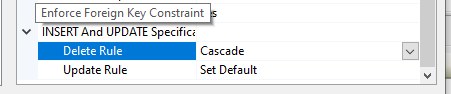 Enforce Foreign Key Constraint
INSERT And UPDATE Specifica
Delete Rule Cascade
Update Rule Set Default